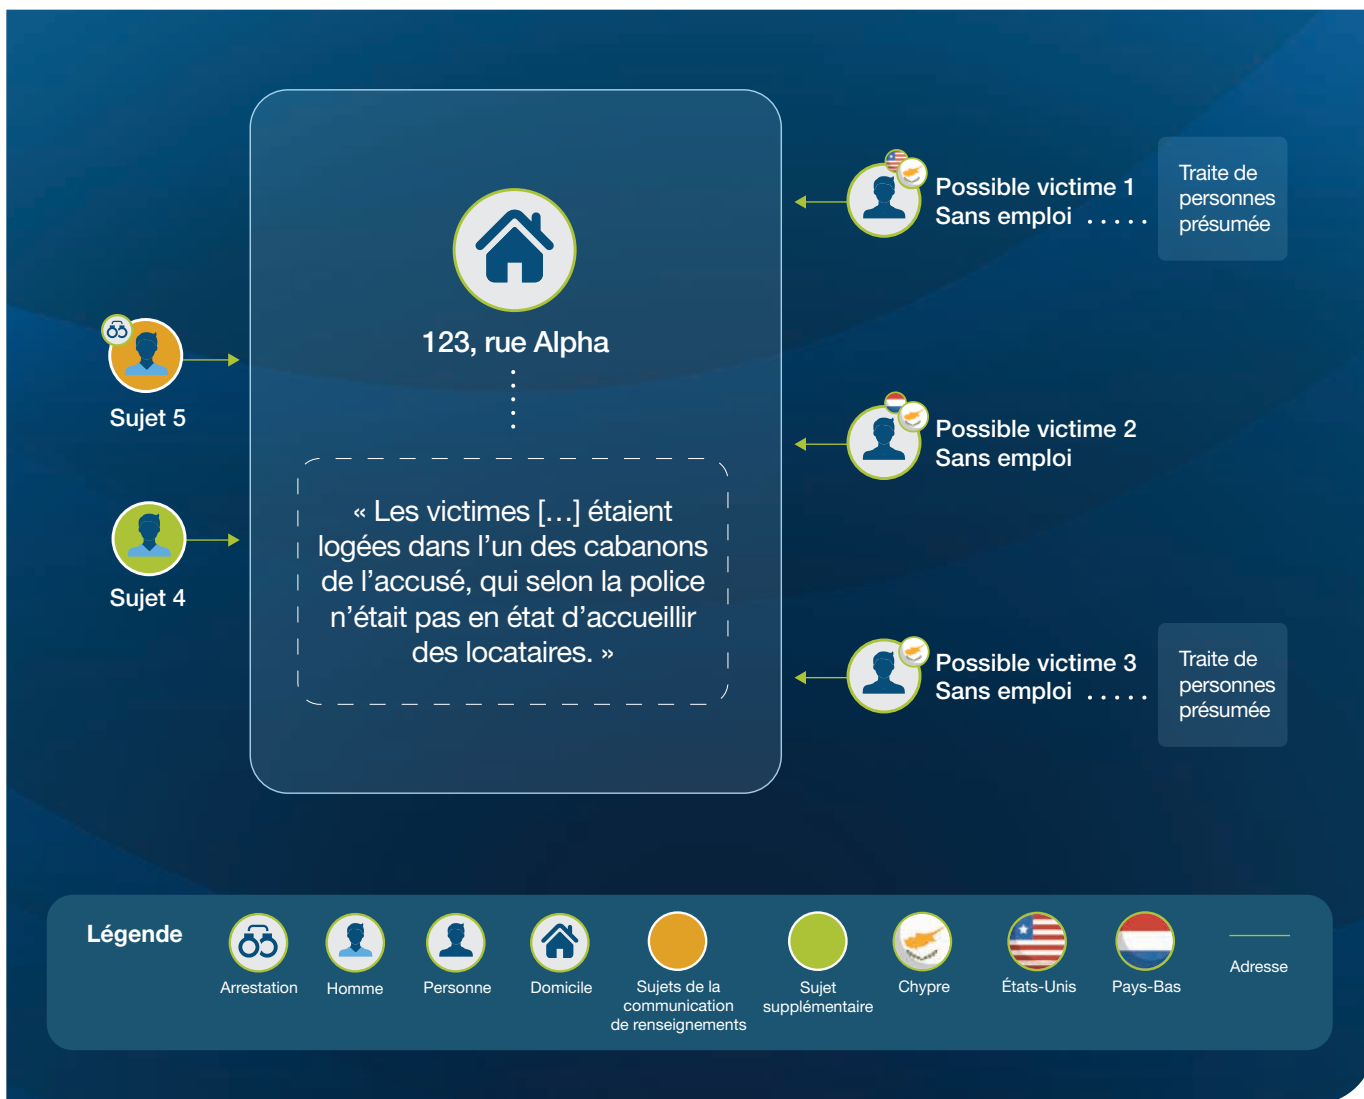 123, rue Alpha
« Les victimes […] étaient
logées dans l’un des cabanons
de l’accusé, qui selon la police
n’était pas en état d’accueillir
des locataires. »
Sujet 5
Sujet 4
Possible victime 1
Sans emploi . . . . .
Traite de
personnes
présumée
Possible victime 2
Sans emploi
Possible victime 3
Sans emploi . . . . .
Traite de
personnes
présumée
Légende
Arrestation
Homme
Personne
Domicile
Sujets de la
communication
de renseignements
Sujet
supplémentaire
Chypre
États-Unis
Pays-Bas
Adresse